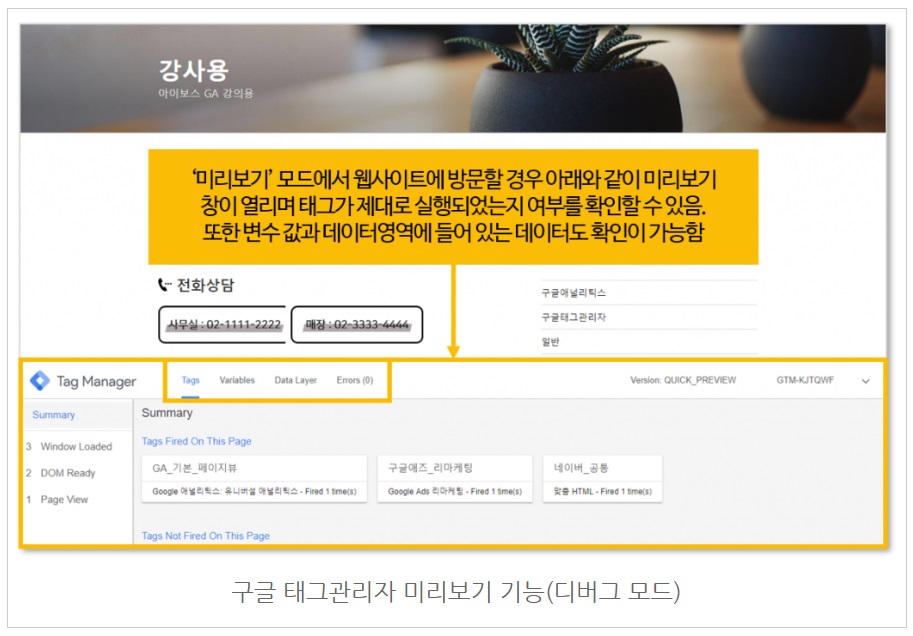 강사용
아이보스 GA 강의용
‘미리보기’ 모드에서 웹사이트에 방문할 경우 아래와 같이 미리보기
창이 열리며 태그가 제대로 실행되었는지 여부를 확인할 수 있음.
또한 변수 값과 데이터영역에 들어 있는 데이터도 확인이 가능함
전화상담
사무실 : 02-1111-2222
매장 : 02-3333-4444
구글애널리틱스
구글태그관리자
일반
Tag Manager
Tags Variables Data Layer Errors (0)
Version: QUICK_PREVIEW GTM-KJTQWF
Summary
3 Window Loaded
2 DOM Ready
1 Page View
Summary
Tags Fired On This Page
GA_기본_페이지뷰
Google 애널리틱스: 유니버설 애널리틱스 - Fired 1 time(s)
구글애즈_리마케팅
Google Ads 리마케팅 - Fired 1 time(s)
네이버_공통
맞춤 HTML - Fired 1 time(s)
Tags Not Fired On This Page
구글 태그관리자 미리보기 기능(디버그 모드)